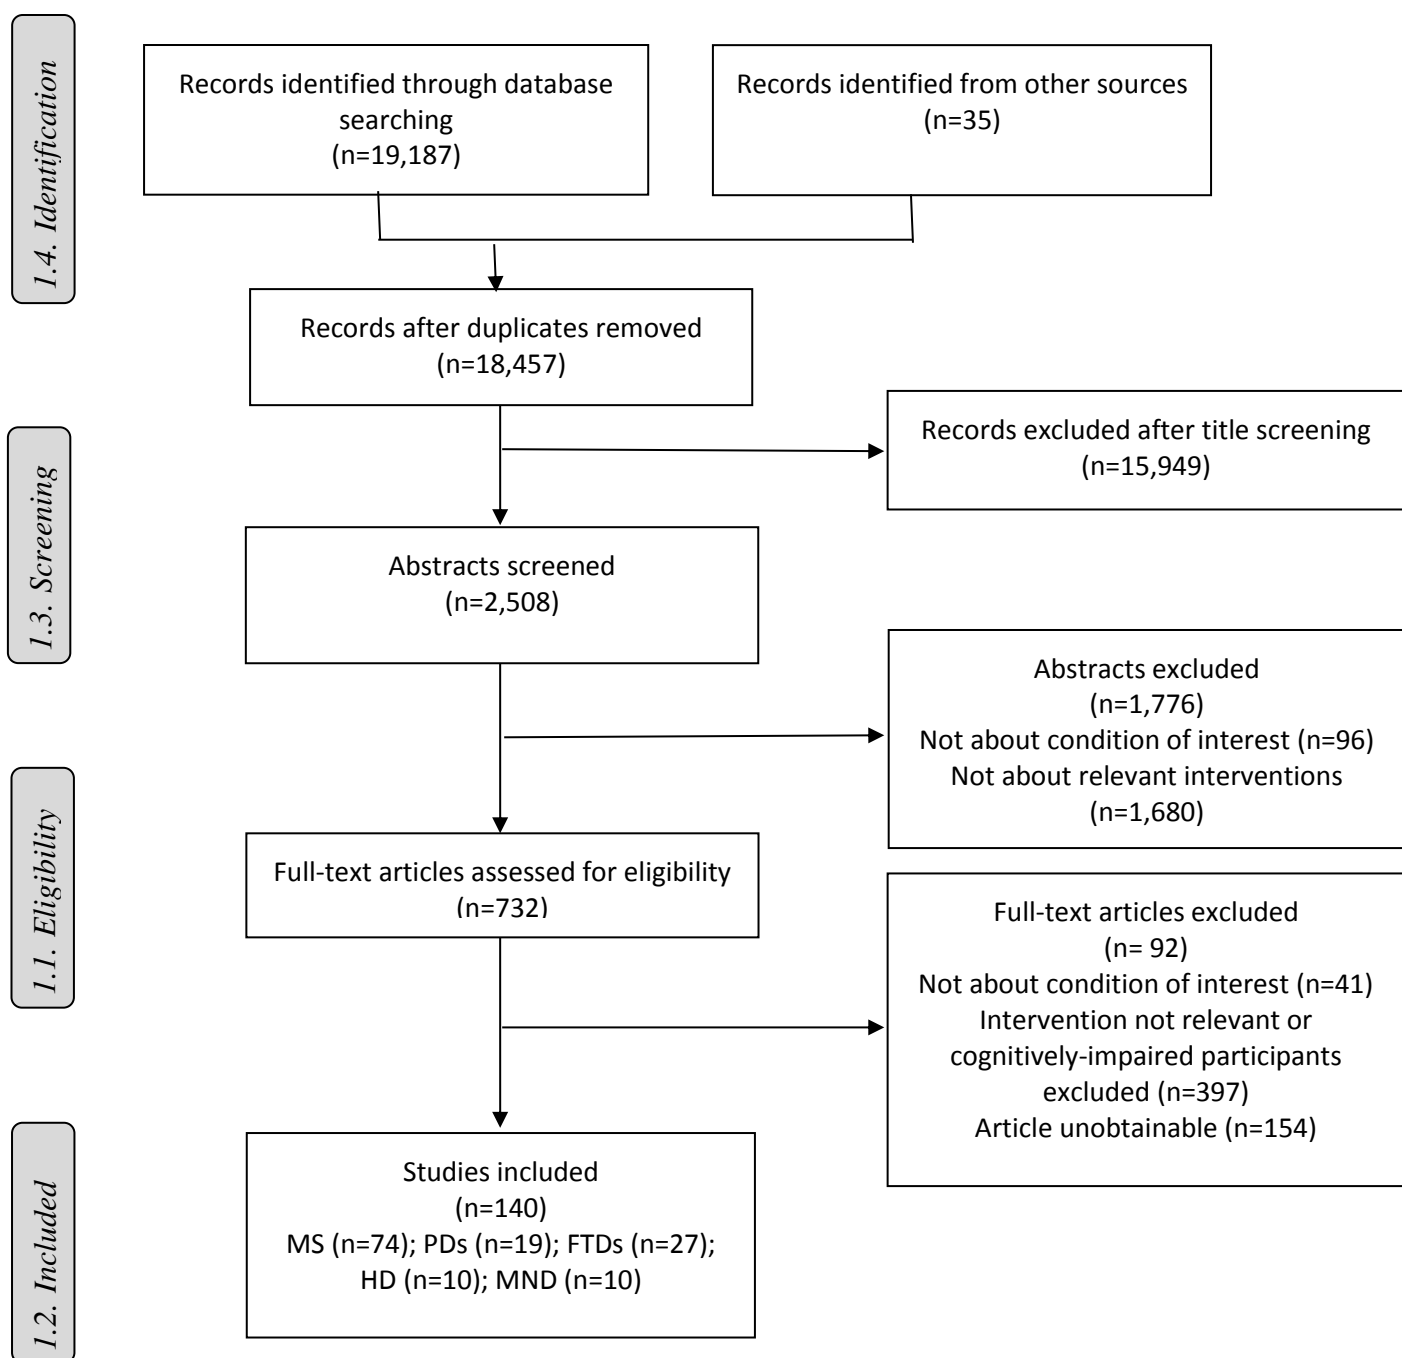 1.4. Identification
Records identified through database
searching
(n=19,187)
Records identified from other sources
(n=35)
Records after duplicates removed
(n=18,457)
Records excluded after title screening
(n=15,949)
1.3. Screening
Abstracts screened
(n=2,508)
Abstracts excluded
(n=1,776)
Not about condition of interest (n=96)
Not about relevant interventions
(n=1,680)
1.1. Eligibility
Full-text articles assessed for eligibility
(n=732)
Full-text articles excluded
(n= 92)
Not about condition of interest (n=41)
Intervention not relevant or
cognitively-impaired participants
excluded (n=397)
Article unobtainable (n=154)
1.2. Included
Studies included
(n=140)
MS (n=74); PDs (n=19); FTDs (n=27);
HD (n=10); MND (n=10)